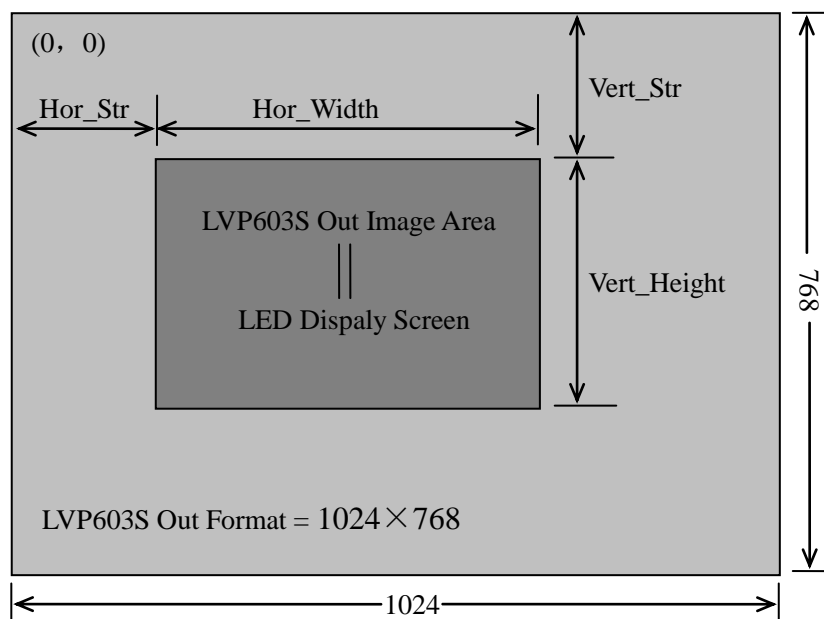 (0，0)
Hor_Str
Hor_Width
Vert_Str
LVP603S Out Image Area
||
LED Dispaly Screen
Vert_Height
768
LVP603S Out Format = 1024×768
1024